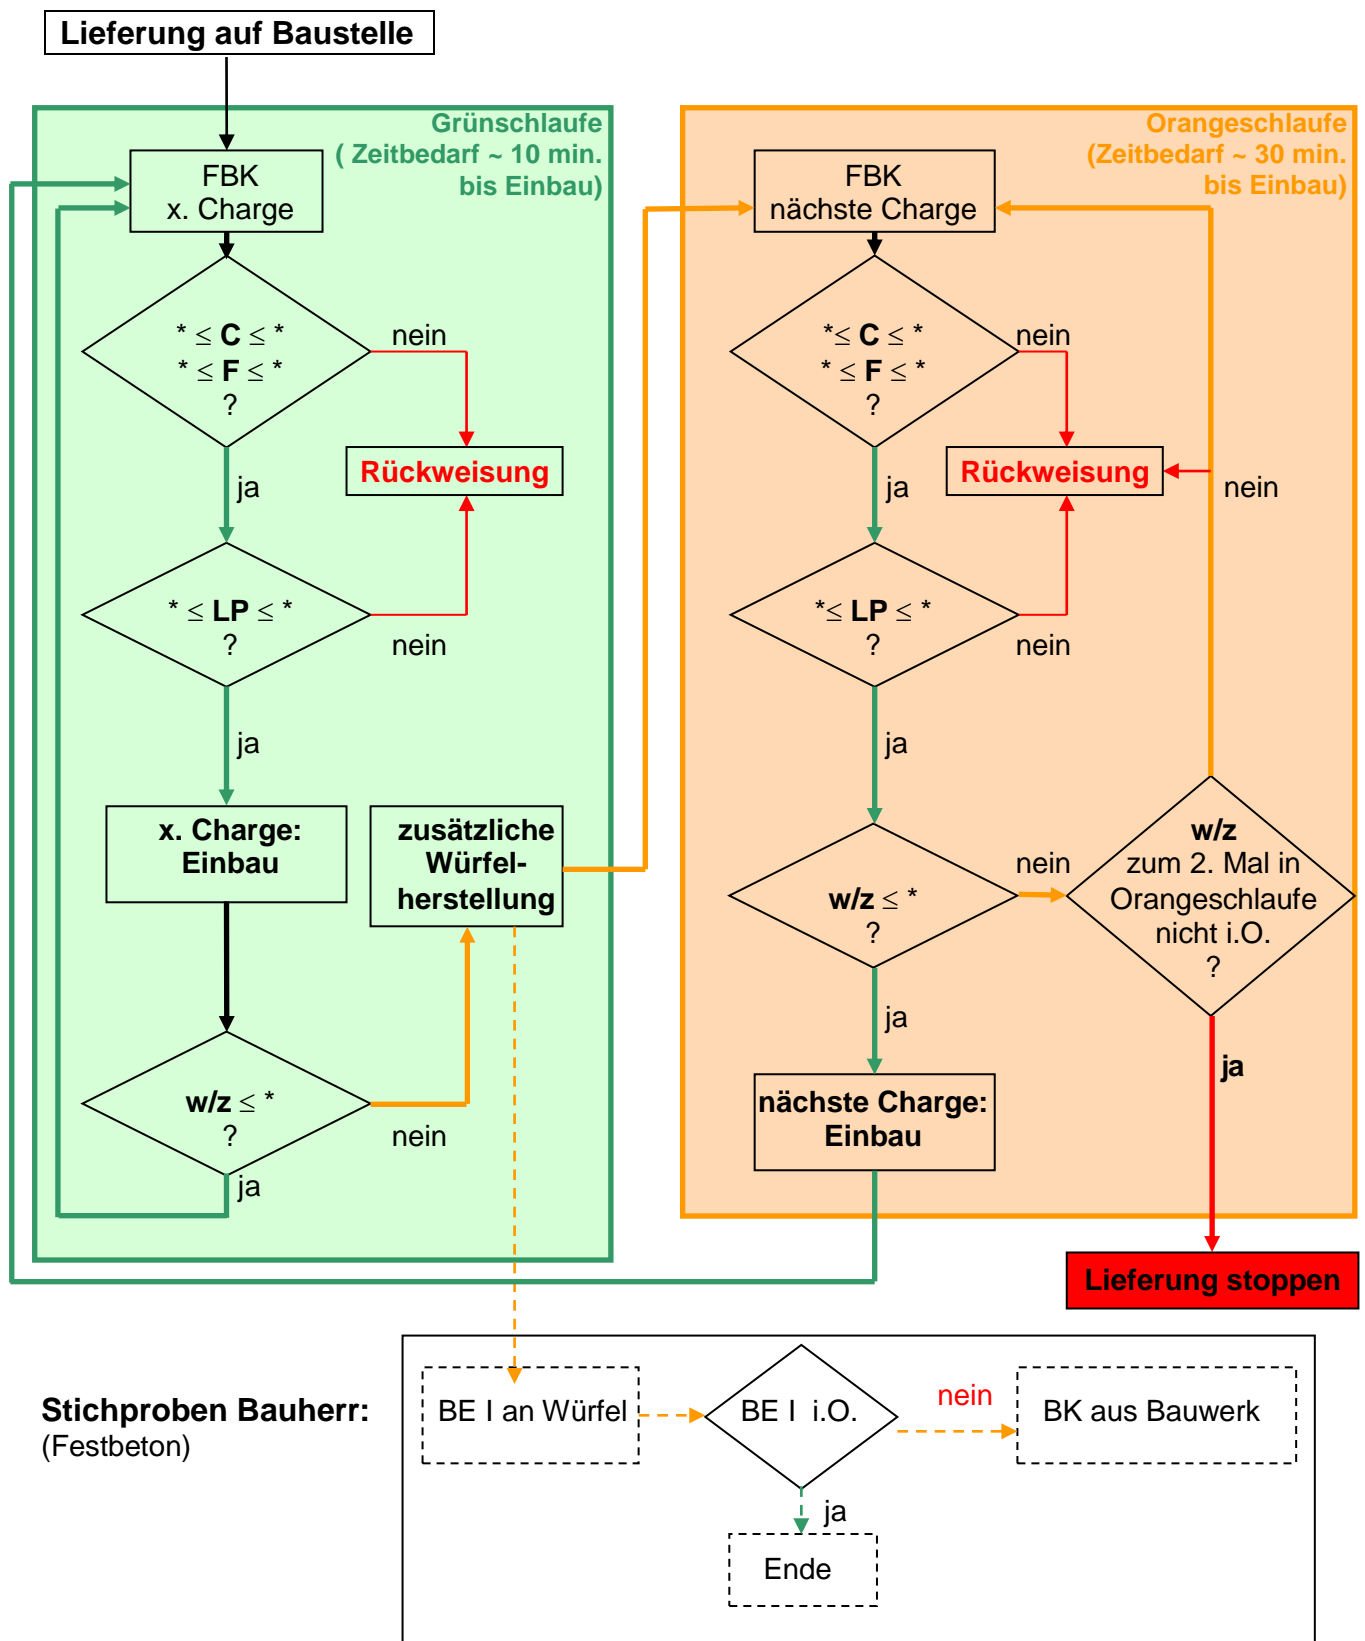 Lieferung auf Baustelle
Grünschlaufe
( Zeitbedarf ~ 10 min.
bis Einbau)
FBK
x. Charge
* ≤ C ≤ *
* ≤ F ≤ *
?
nein
Rückweisung
ja
* ≤ LP ≤ *
?
nein
ja
x. Charge:
Einbau
zusätzliche
Würfel-
herstellung
w/z ≤ *
?
nein
ja
Orangeschlaufe
(Zeitbedarf ~ 30 min.
bis Einbau)
FBK
nächste Charge
*≤ C ≤ *
* ≤ F ≤ *
?
nein
Rückweisung
nein
ja
*≤ LP ≤ *
?
nein
ja
w/z ≤ *
?
nein
w/z
zum 2. Mal in
Orangeschlaufe
nicht i.O.
?
ja
ja
nächste Charge:
Einbau
Lieferung stoppen
Stichproben Bauherr:
(Festbeton)
BE I an Würfel
BE I i.O.
nein
BK aus Bauwerk
ja
Ende